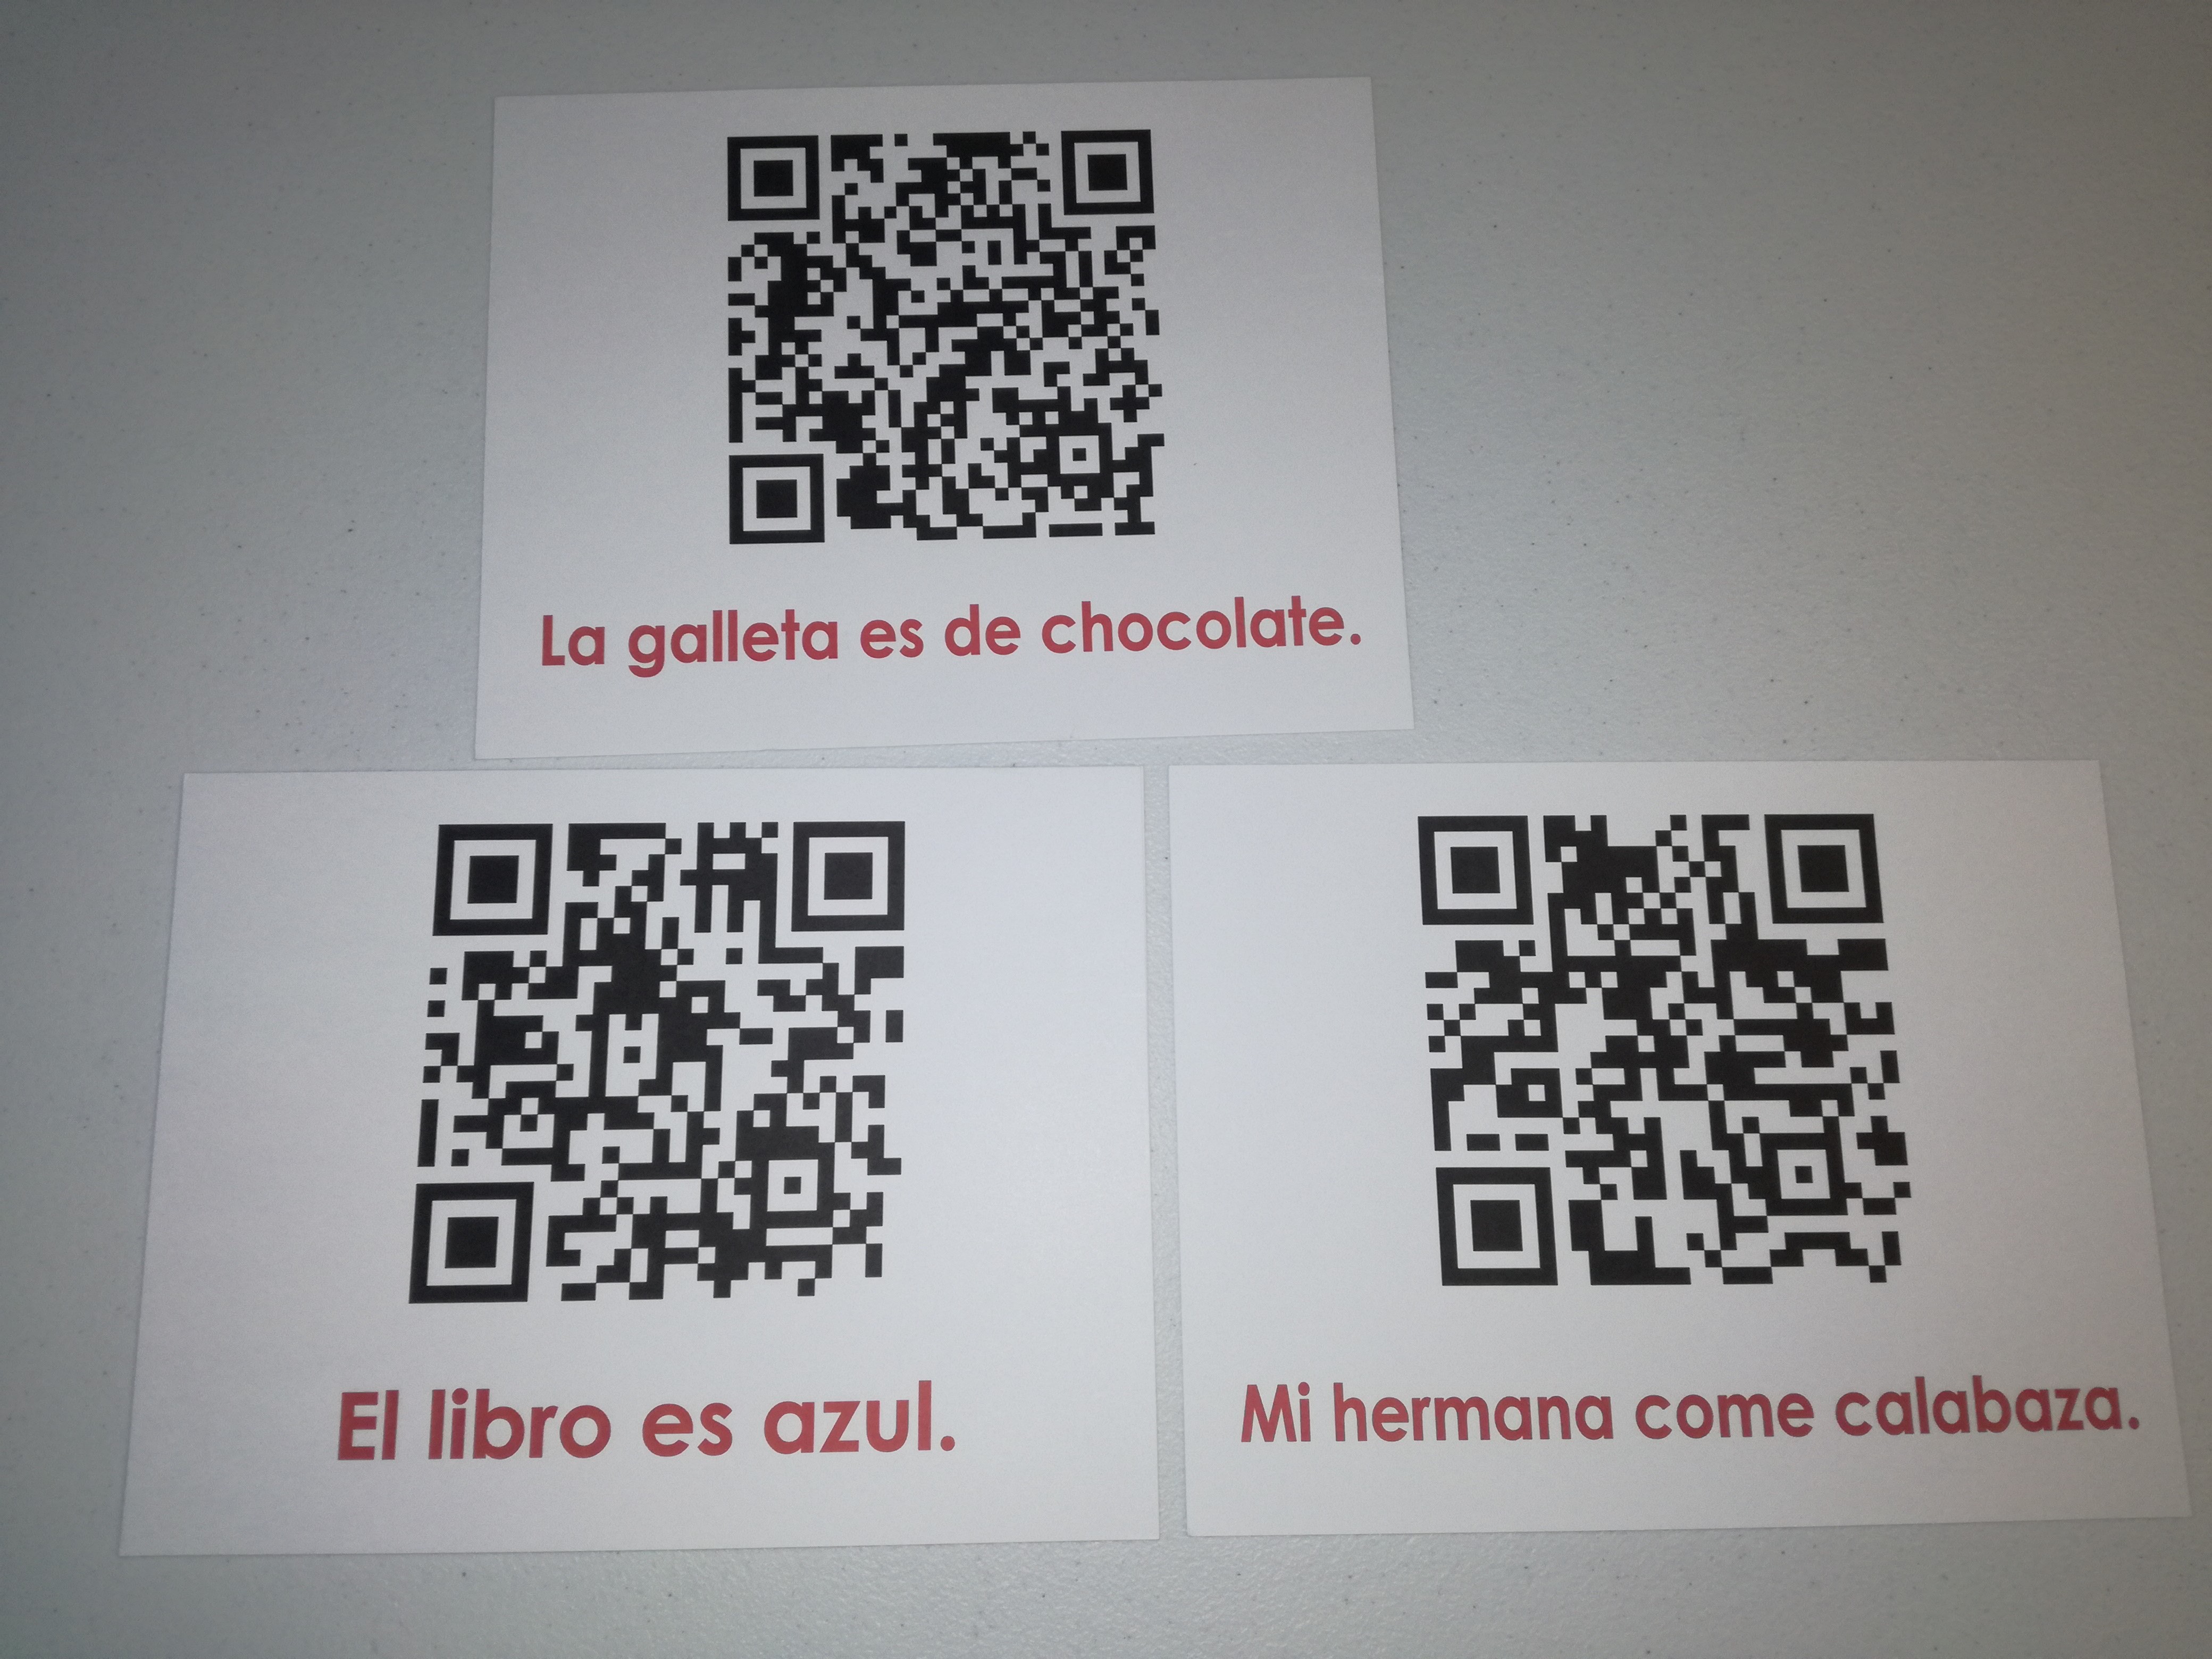 La galleta es de chocolate.
El libro es azul.
Mi hermana come calabaza.